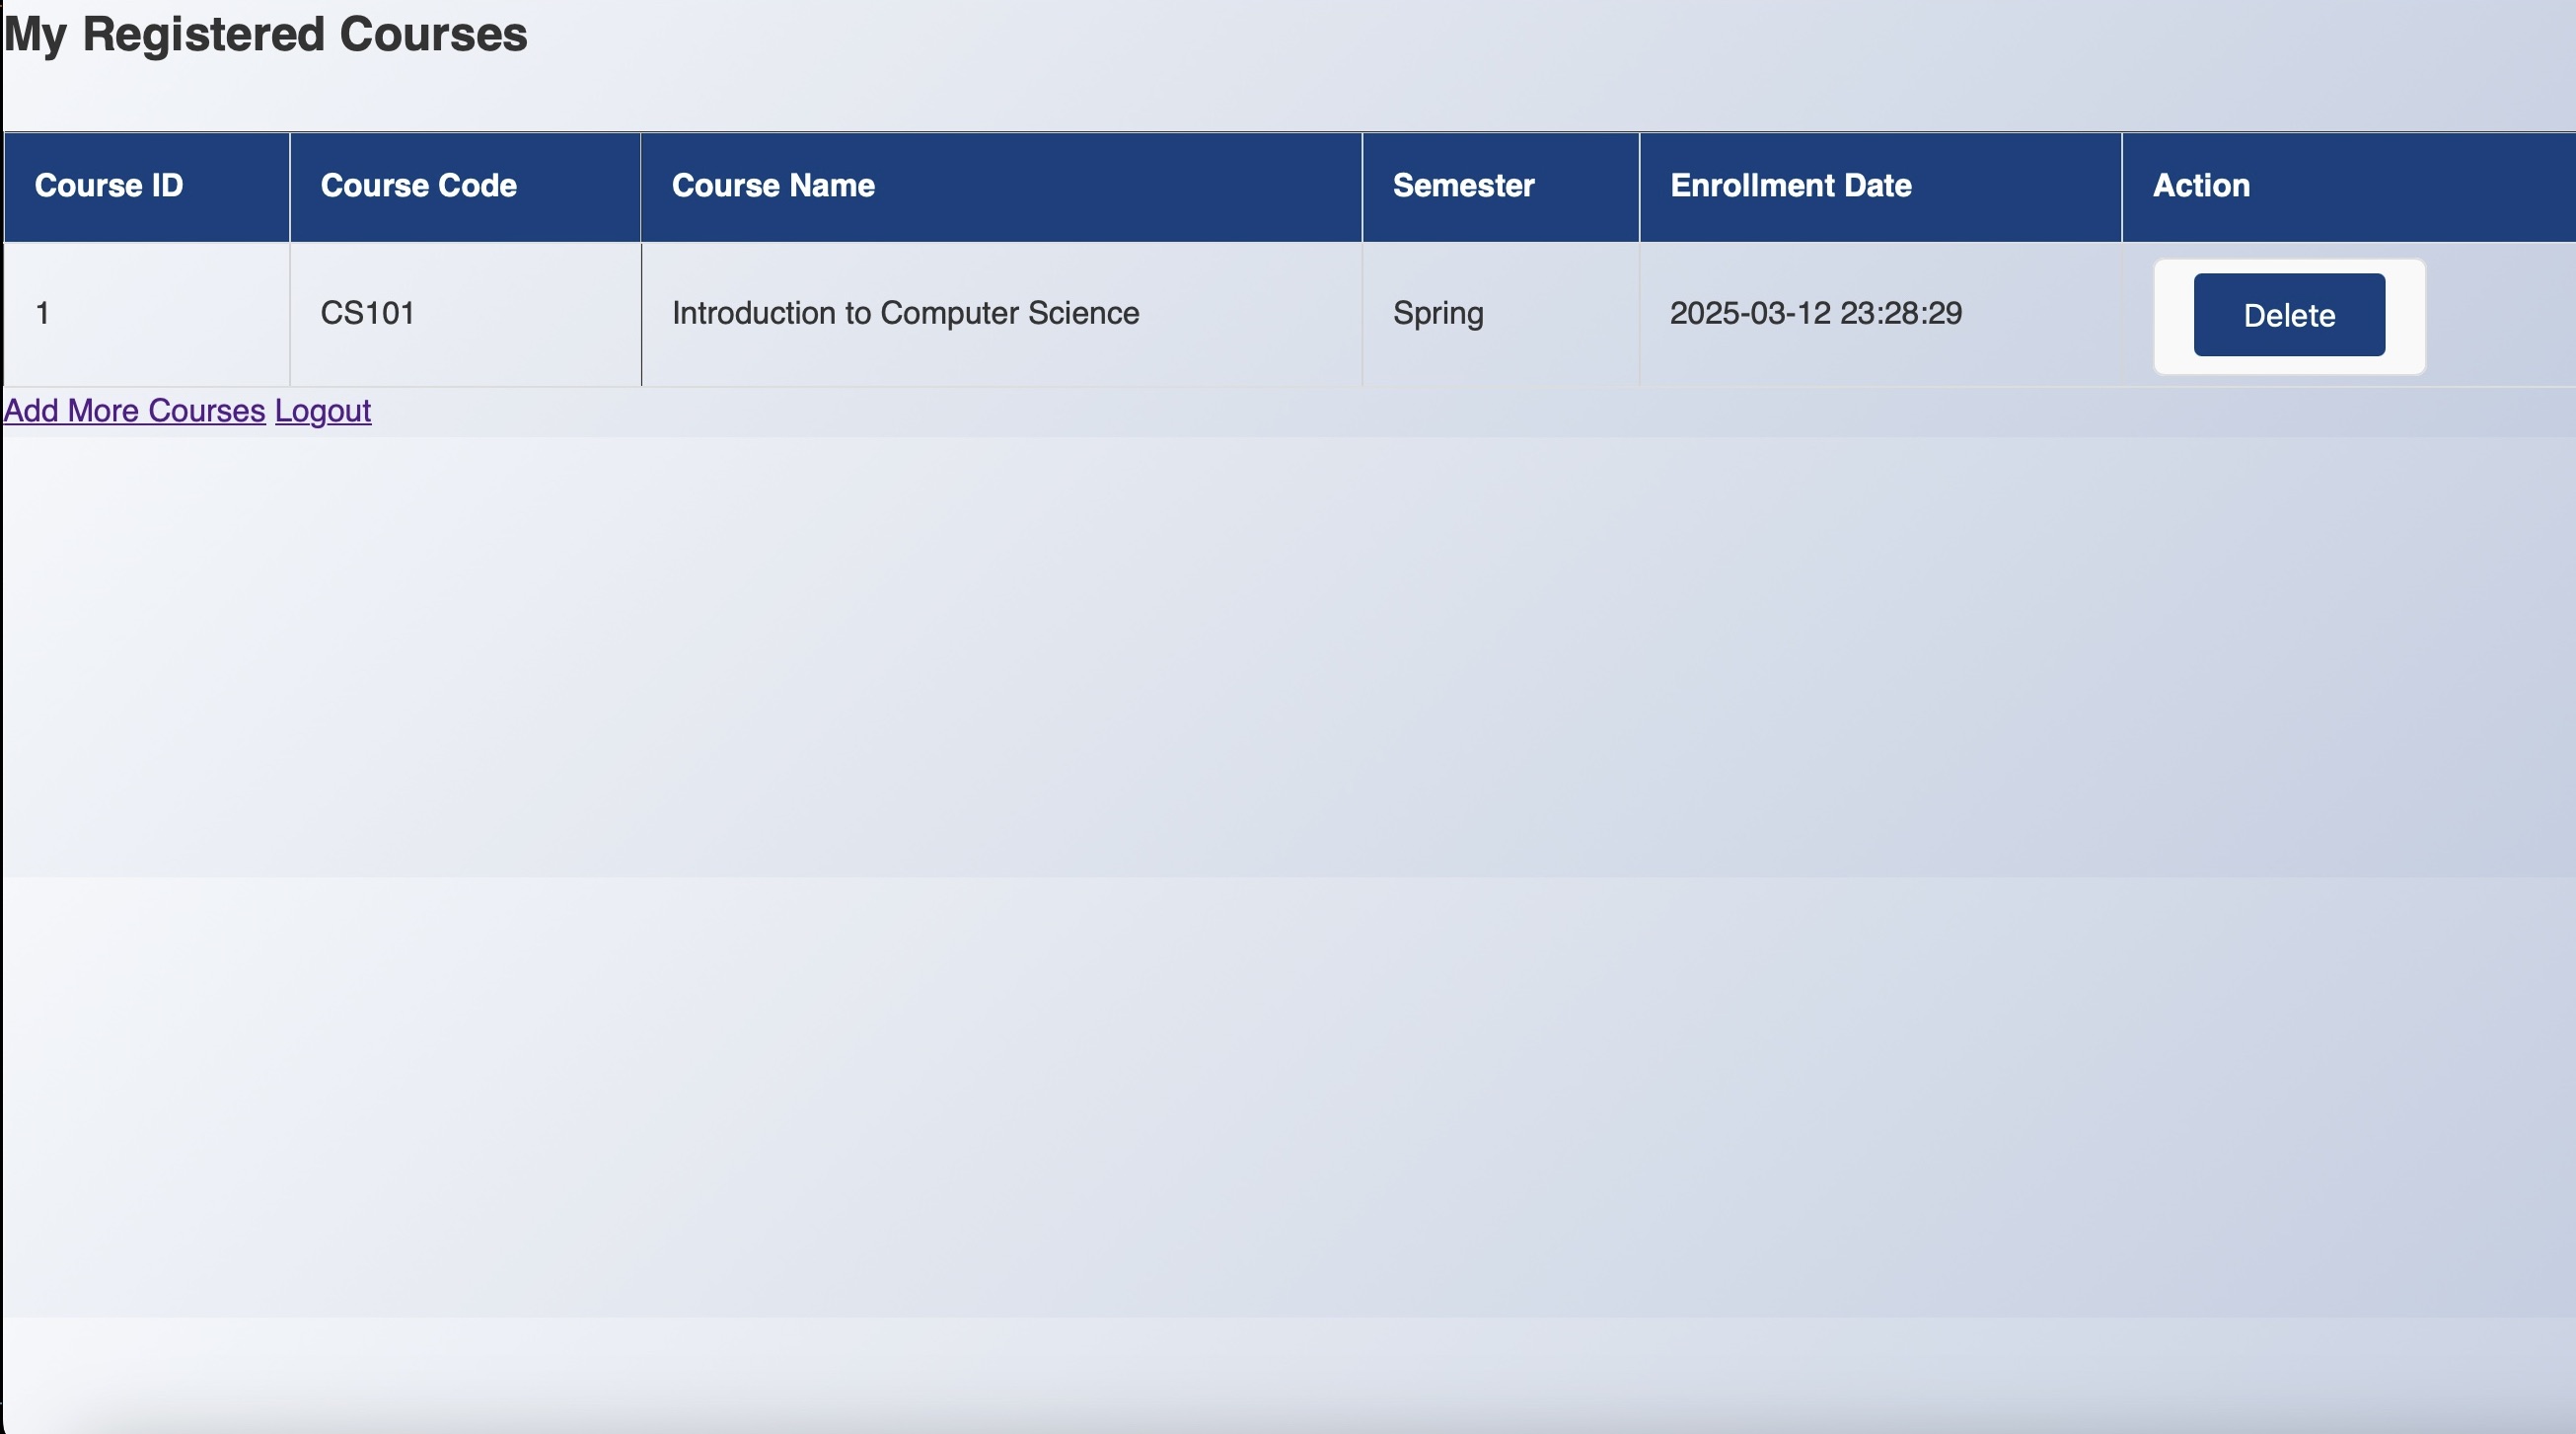 My Registered Courses
Course ID Course Code Course Name Semester Enrollment Date Action
1 CS101 Introduction to Computer Science Spring 2025-03-12 23:28:29 Delete
Add More Courses Logout